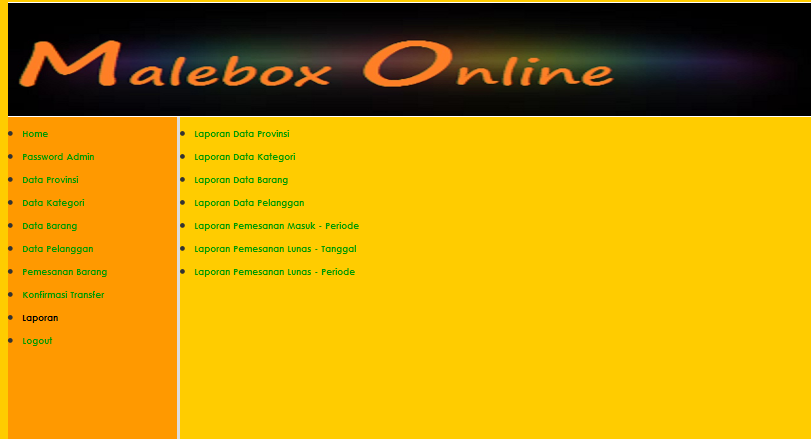 Malebox Online
Home
Password Admin
Data Provinsi
Data Kategori
Data Barang
Data Pelanggan
Pemesanan Barang
Konfirmasi Transfer
Laporan
Logout
Laporan Data Provinsi
Laporan Data Kategori
Laporan Data Barang
Laporan Data Pelanggan
Laporan Pemesanan Masuk - Periode
Laporan Pemesanan Lunas - Tanggal
Laporan Pemesanan Lunas - Periode